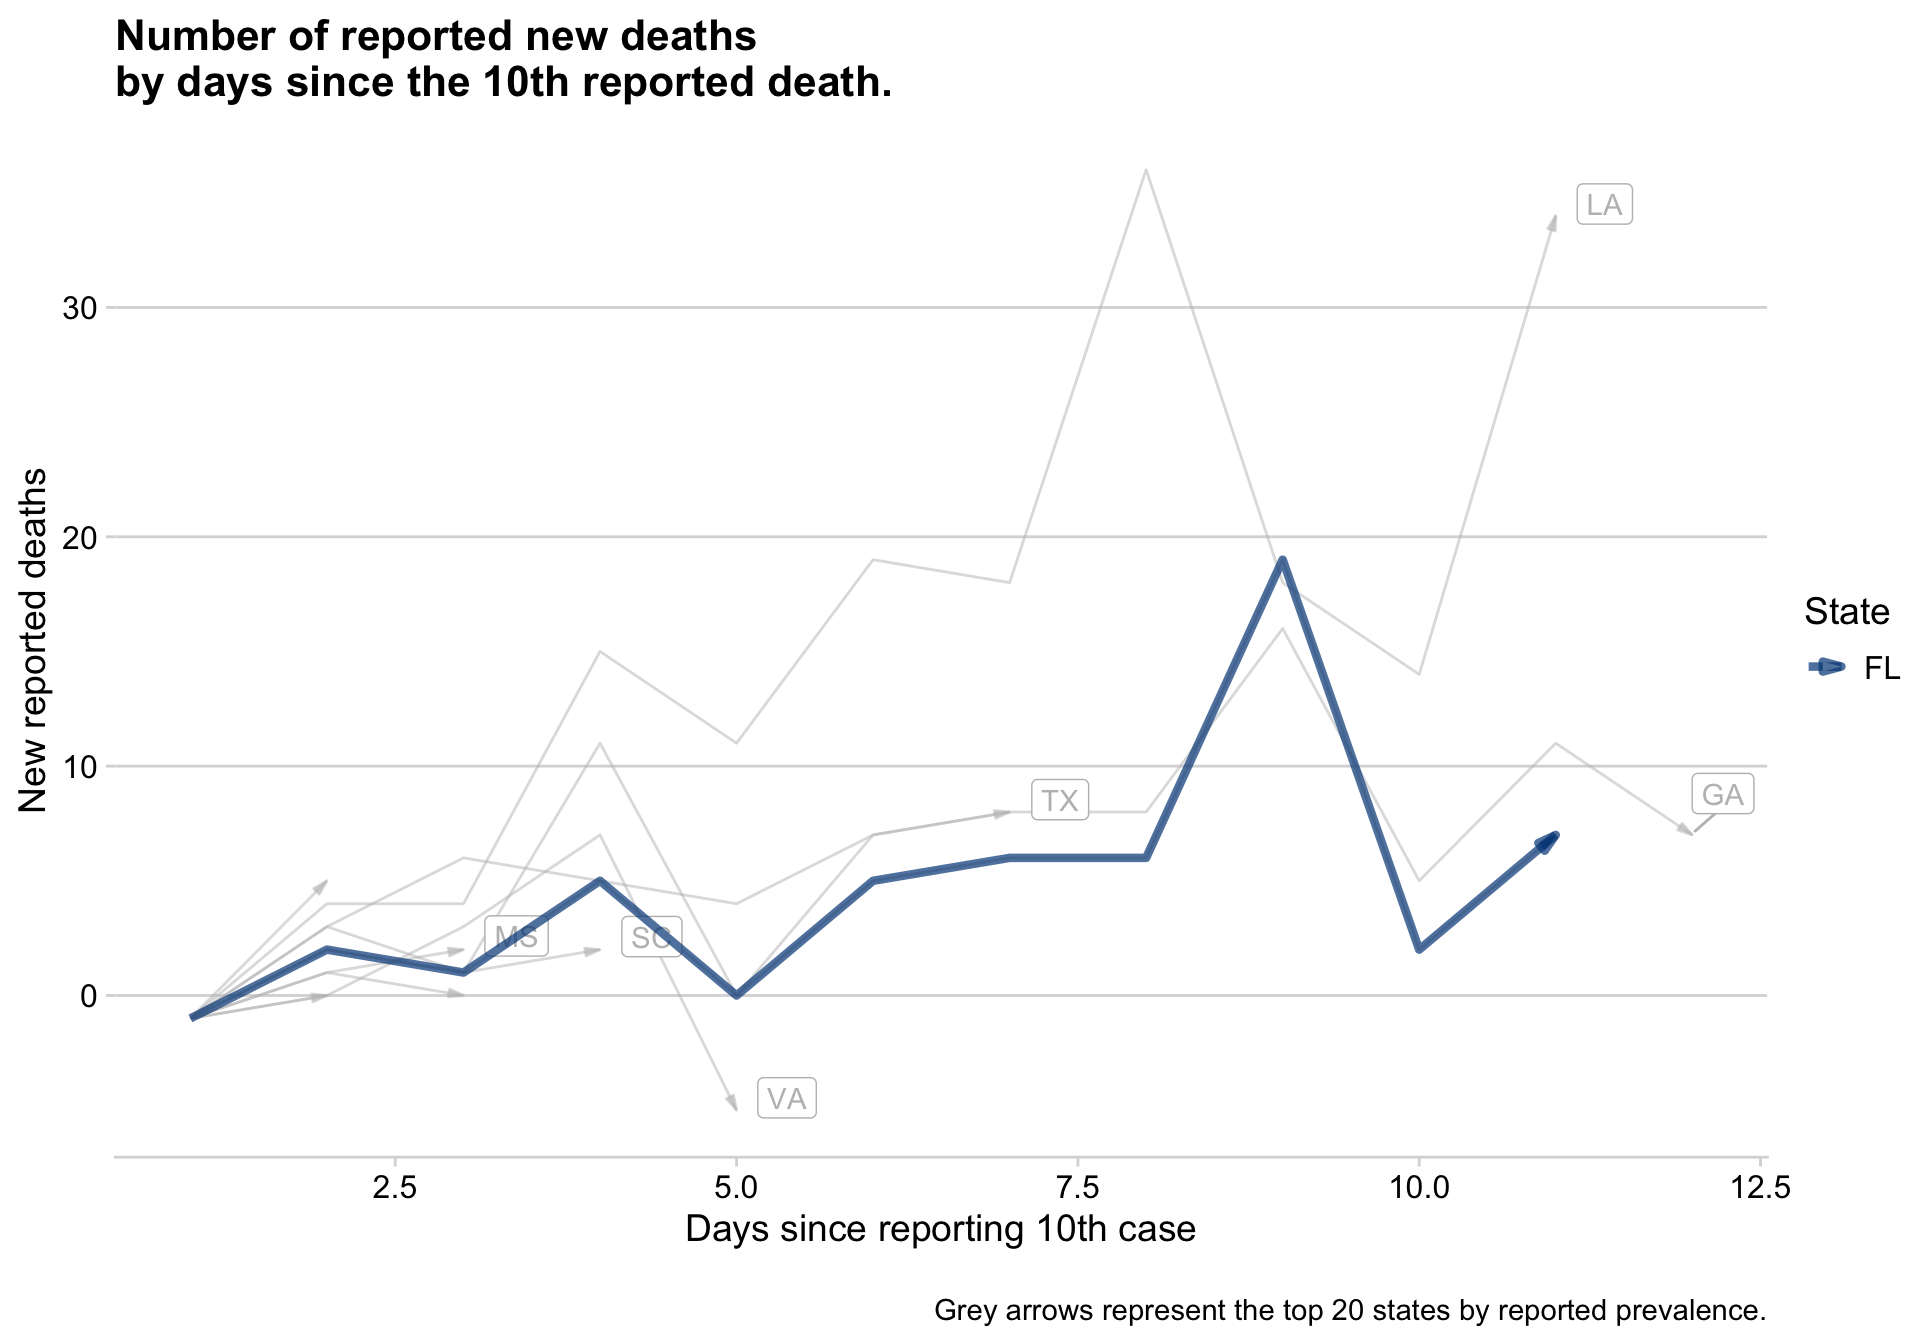 Number of reported new deaths
by days since the 10th reported death.
New reported deaths
30
20
10
0
LA
TX
GA
MS
SC
VA
State
FL
2.5
5.0
7.5
10.0
12.5
Days since reporting 10th case
Grey arrows represent the top 20 states by reported prevalence.